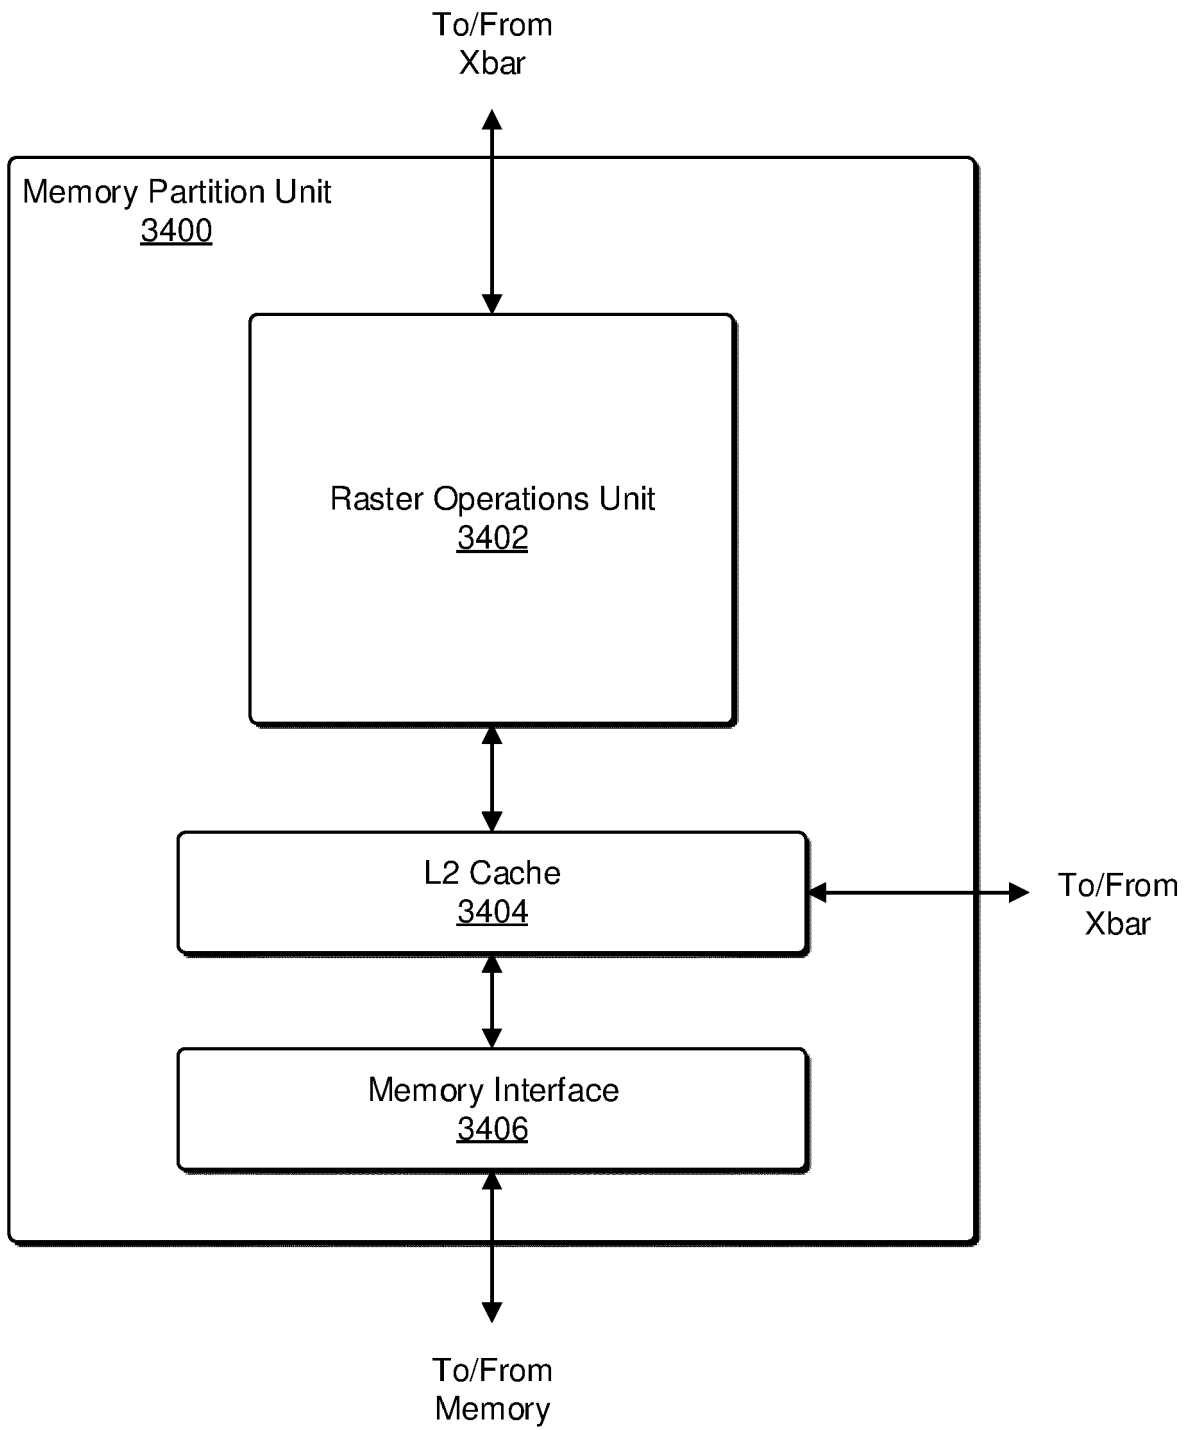 To/From
Xbar
Memory Partition Unit
3400
Raster Operations Unit
3402
L2 Cache
3404
To/From
Xbar
Memory Interface
3406
To/From
Memory